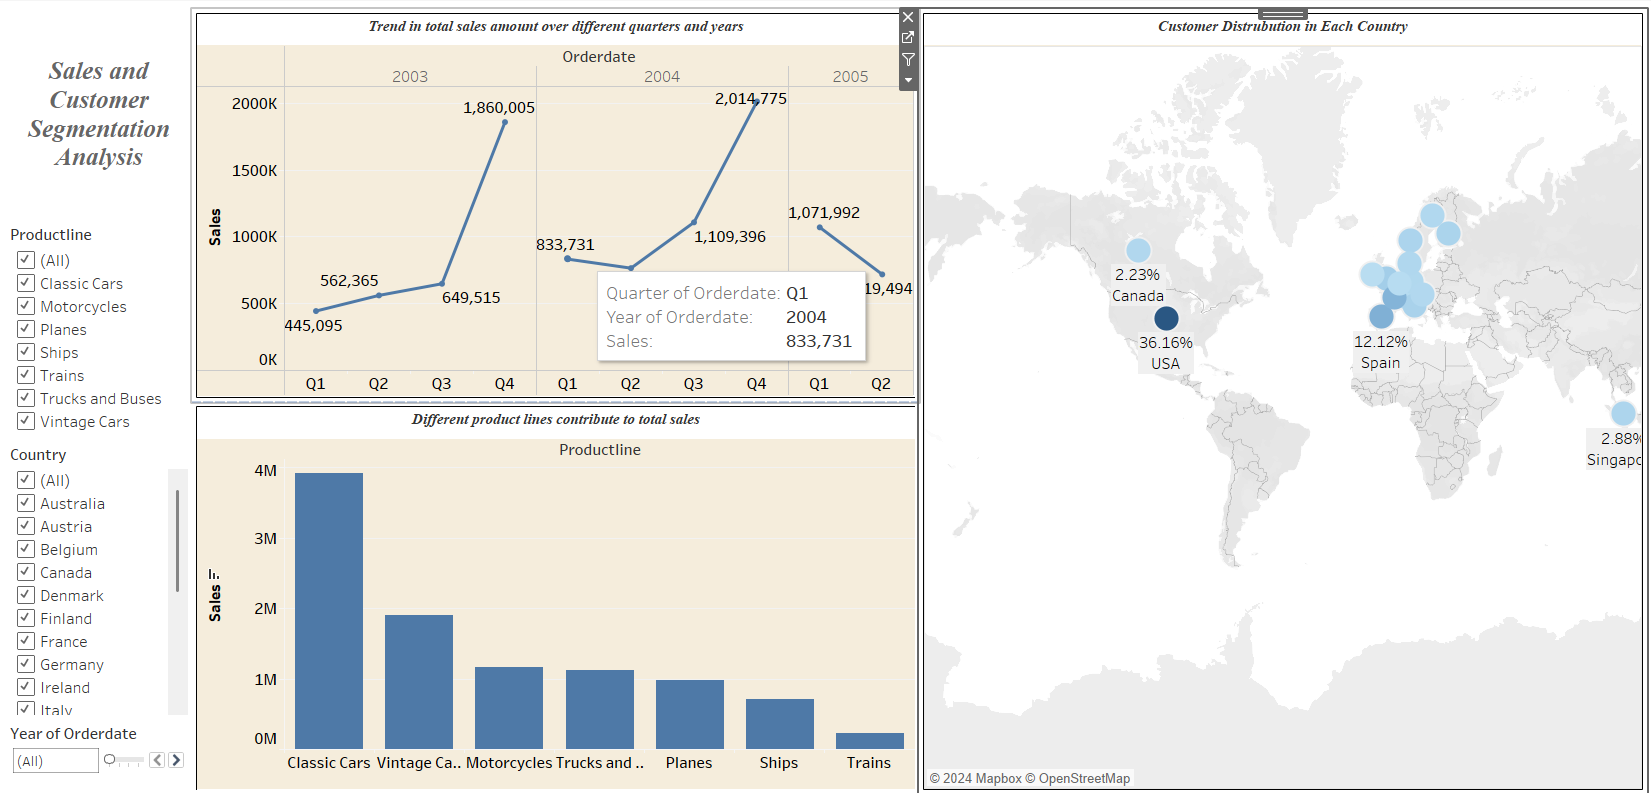 Sales and
Customer
Segmentation
Analysis
Productline
(All)
Classic Cars
Motorcycles
Planes
Ships
Trains
Trucks and Buses
Vintage Cars
Country
(All)
Australia
Austria
Belgium
Canada
Denmark
Finland
France
Germany
Ireland
Italy
Year of Orderdate
(All)
Trend in total sales amount over different quarters and years
Orderdate
2003 2004 2005
Sales
2000K
1500K
1000K
500K
0K
445,095
562,365
649,515
1,860,005
833,731
1,109,396
2,014,775
1,071,992
19,494
Quarter of Orderdate: Q1
Year of Orderdate: 2004
Sales: 833,731
Q1 Q2 Q3 Q4 Q1 Q2 Q3 Q4 Q1 Q2
Different product lines contribute to total sales
Productline
Sales
4M
3M
2M
1M
0M
Classic Cars Vintage Ca.. Motorcycles Trucks and .. Planes Ships Trains
Customer Distrubution in Each Country
2.23%
Canada
36.16%
USA
12.12%
Spain
2.88%
Singapo
© 2024 Mapbox © OpenStreetMap